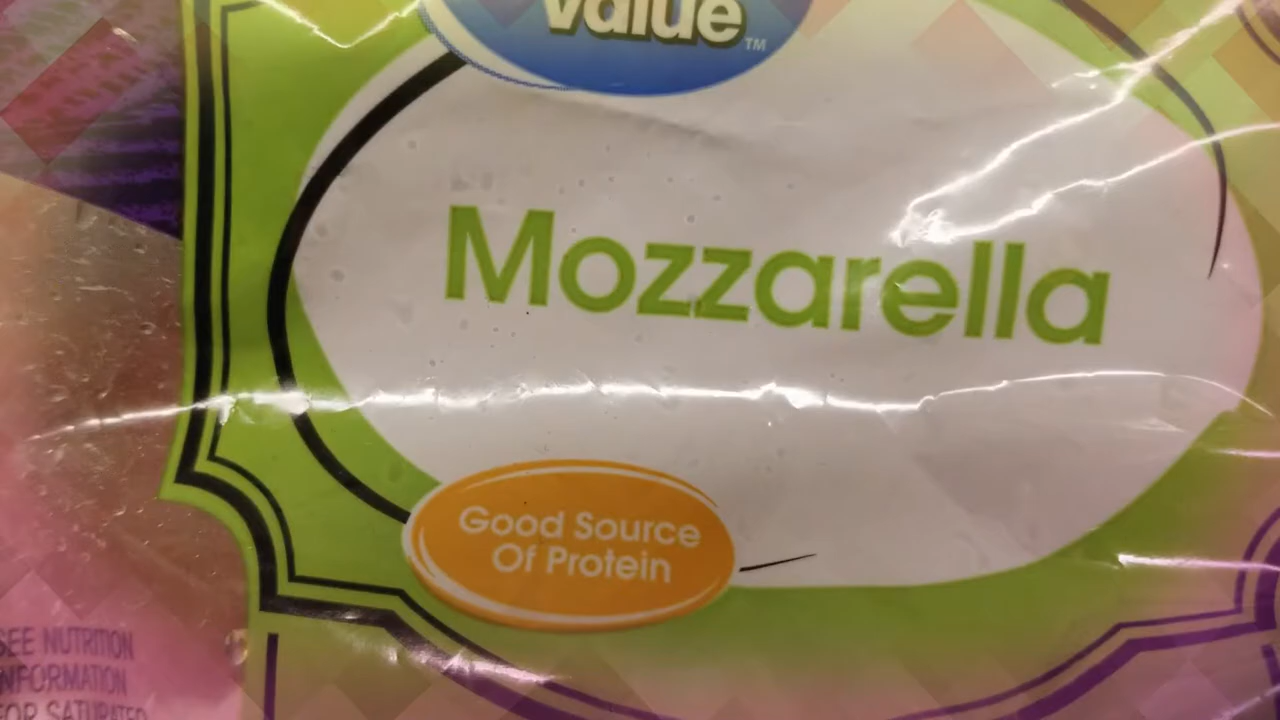 Value™
Mozzarella
Good Source
Of Protein
SEE NUTRITION
INFORMATION
FOR SATURATED